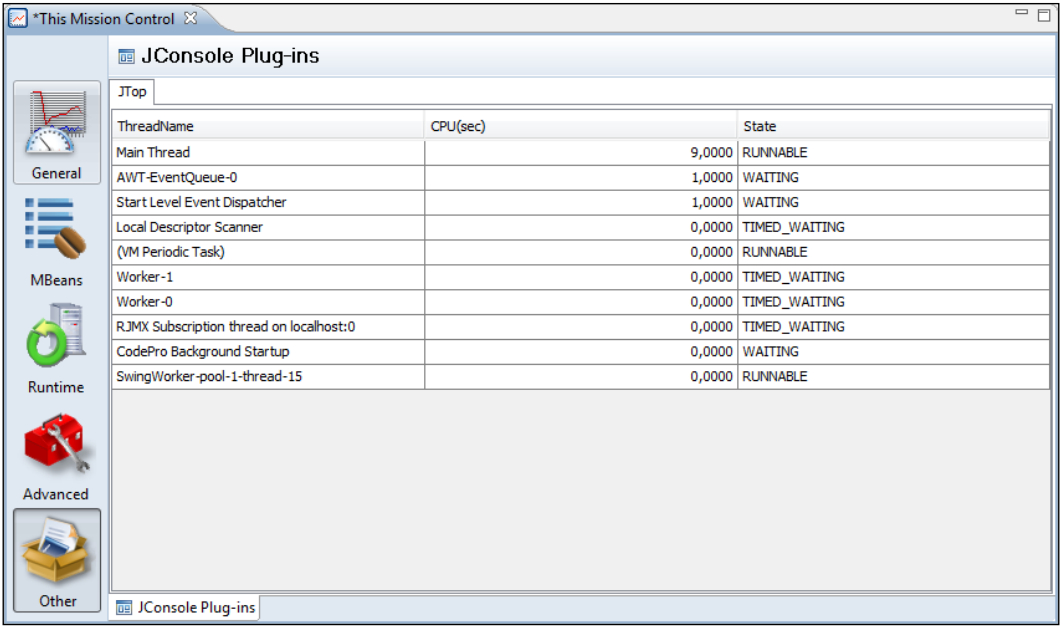 *This Mission Control
JConsole Plug-ins
JTop
ThreadName CPU(sec) State
Main Thread 9,0000 RUNNABLE
AWT-EventQueue-0 1,0000 WAITING
Start Level Event Dispatcher 1,0000 WAITING
Local Descriptor Scanner 0,0000 TIMED_WAITING
(VM Periodic Task) 0,0000 RUNNABLE
Worker-1 0,0000 TIMED_WAITING
Worker-0 0,0000 TIMED_WAITING
RJMX Subscription thread on localhost:0 0,0000 TIMED_WAITING
CodePro Background Startup 0,0000 WAITING
SwingWorker-pool-1-thread-15 0,0000 RUNNABLE
General
MBeans
Runtime
Advanced
Other
JConsole Plug-ins